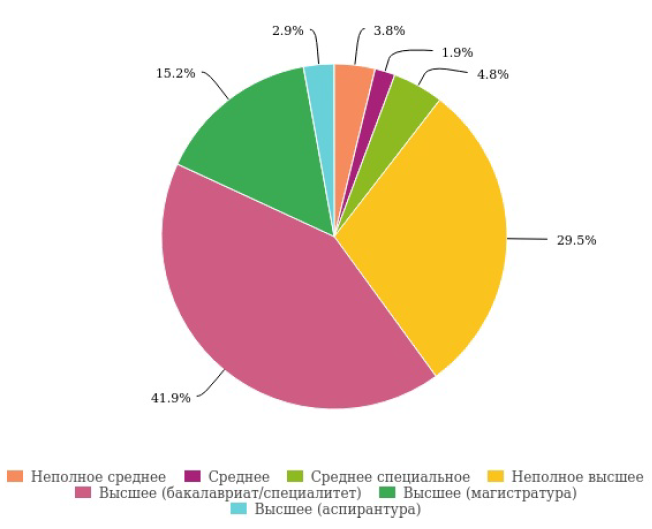 2.9%
3.8%
1.9%
4.8%
15.2%
29.5%
41.9%
Неполное среднее Среднее Среднее специальное Неполное высшее
Высшее (бакалавриат/специалитет) Высшее (магистратура)
Высшее (аспирантура)